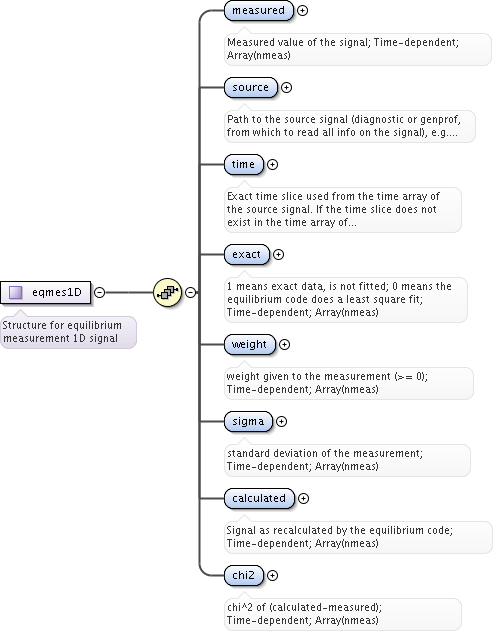 measured
Measured value of the signal; Time-dependent;
Array(nmeas)
source
Path to the source signal (diagnostic or genprof,
from which to read all info on the signal), e.g....
time
Exact time slice used from the time array of
the source signal. If the time slice does not
exist in the time array of...
exact
1 means exact data, is not fitted; 0 means the
equilibrium code does a least square fit;
Time-dependent; Array(nmeas)
eqmes1D
Structure for equilibrium
measurement 1D signal
weight
weight given to the measurement (>= 0);
Time-dependent; Array(nmeas)
sigma
standard deviation of the measurement;
Time-dependent; Array(nmeas)
calculated
Signal as recalculated by the equilibrium code;
Time-dependent; Array(nmeas)
chi2
chi^2 of (calculated-measured);
Time-dependent; Array(nmeas)